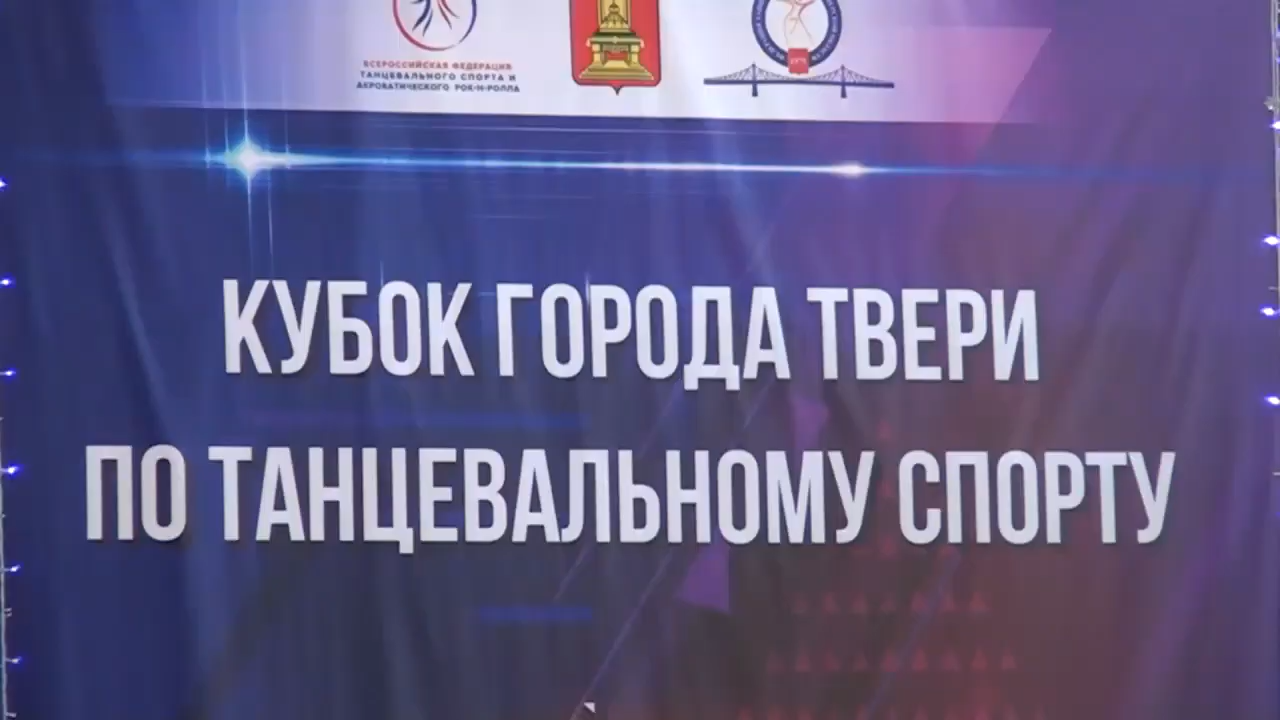 ВСЕРОССИЙСКАЯ ФЕДЕРАЦИЯ
ТАНЦЕВАЛЬНОГО СПОРТА И
АКРОБАТИЧЕСКОГО РОК-Н-РОЛЛА
КУБОК ГОРОДА ТВЕРИ
ПО ТАНЦЕВАЛЬНОМУ СПОРТУ